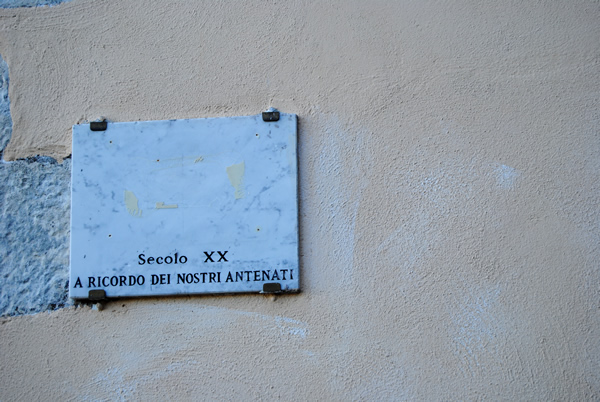 Secolo XX
A RICORDO DEI NOSTRI ANTENATI